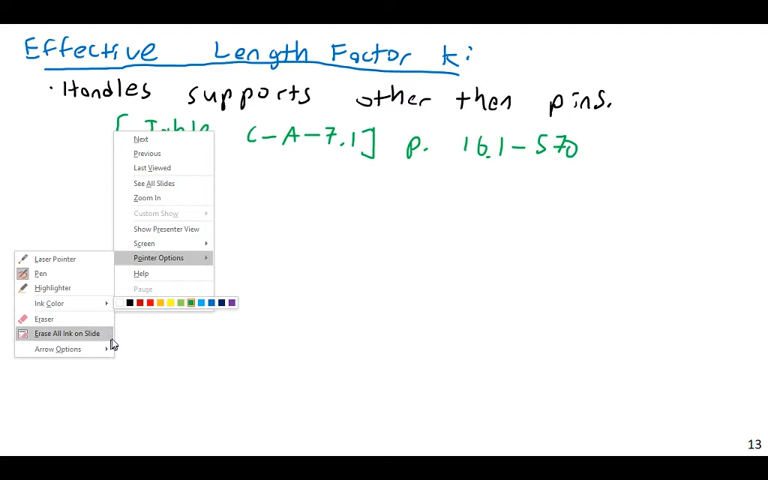 Effective Length Factor k:
· Handles supports other then pins.
[ Table C-A-7.1] p. 16.1-570
Next
Previous
Last Viewed
See All Slides
Zoom In
Custom Show
Show Presenter View
Screen
Pointer Options
Help
Pause
Laser Pointer
Pen
Highlighter
Ink Color
Eraser
Erase All Ink on Slide
Arrow Options
13